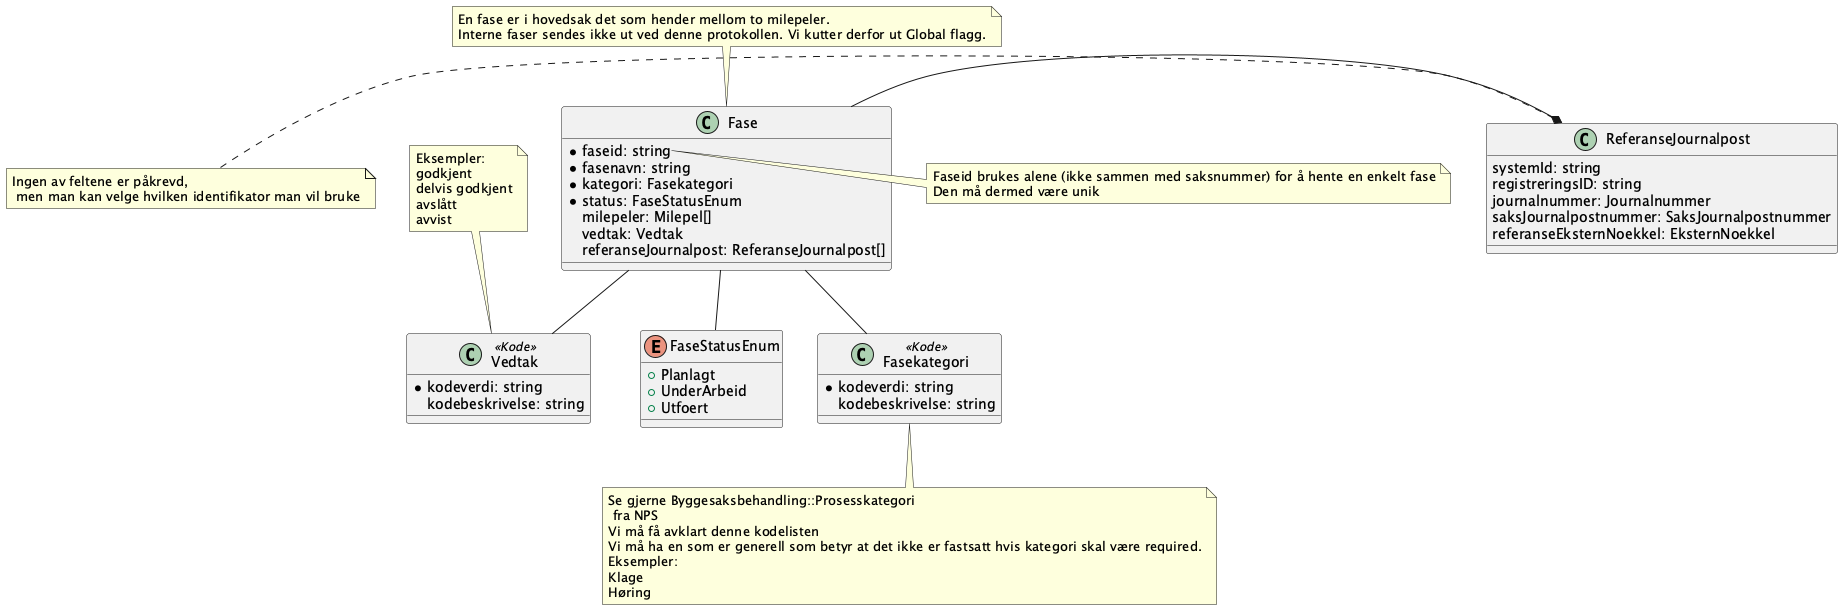 En fase er i hovedsak det som hender mellom to milepeler.
Interne faser sendes ikke ut ved denne protokollen. Vi kutter derfor ut Global flagg.
C Fase
faseid: string
fasenavn: string
kategori: Fasekategori
status: FaseStatusEnum
milepeler: Milepel[]
vedtak: Vedtak
referanseJournalpost: ReferanseJournalpost[]
Faseid brukes alene (ikke sammen med saksnummer) for å hente en enkelt fase
Den må dermed være unik
C ReferanseJournalpost
systemId: string
registreringsID: string
journalnummer: Journalnummer
saksJournalpostnummer: SaksJournalpostnummer
referanseEksternNoekkel: EksternNoekkel
Ingen av feltene er påkrevd,
men man kan velge hvilken identifikator man vil bruke
Eksempler:
godkjent
delvis godkjent
avslått
avvist
C «Kode»
Vedtak
kodeverdi: string
kodebeskrivelse: string
E FaseStatusEnum
Planlagt
UnderArbeid
Utfoert
C «Kode»
Fasekategori
kodeverdi: string
kodebeskrivelse: string
Se gjerne Byggesaksbehandling::Prosesskategori
fra NPS
Vi må få avklart denne kodelisten
Vi må ha en som er generell som betyr at det ikke er fastsatt hvis kategori skal være required.
Eksempler:
Klage
Høring